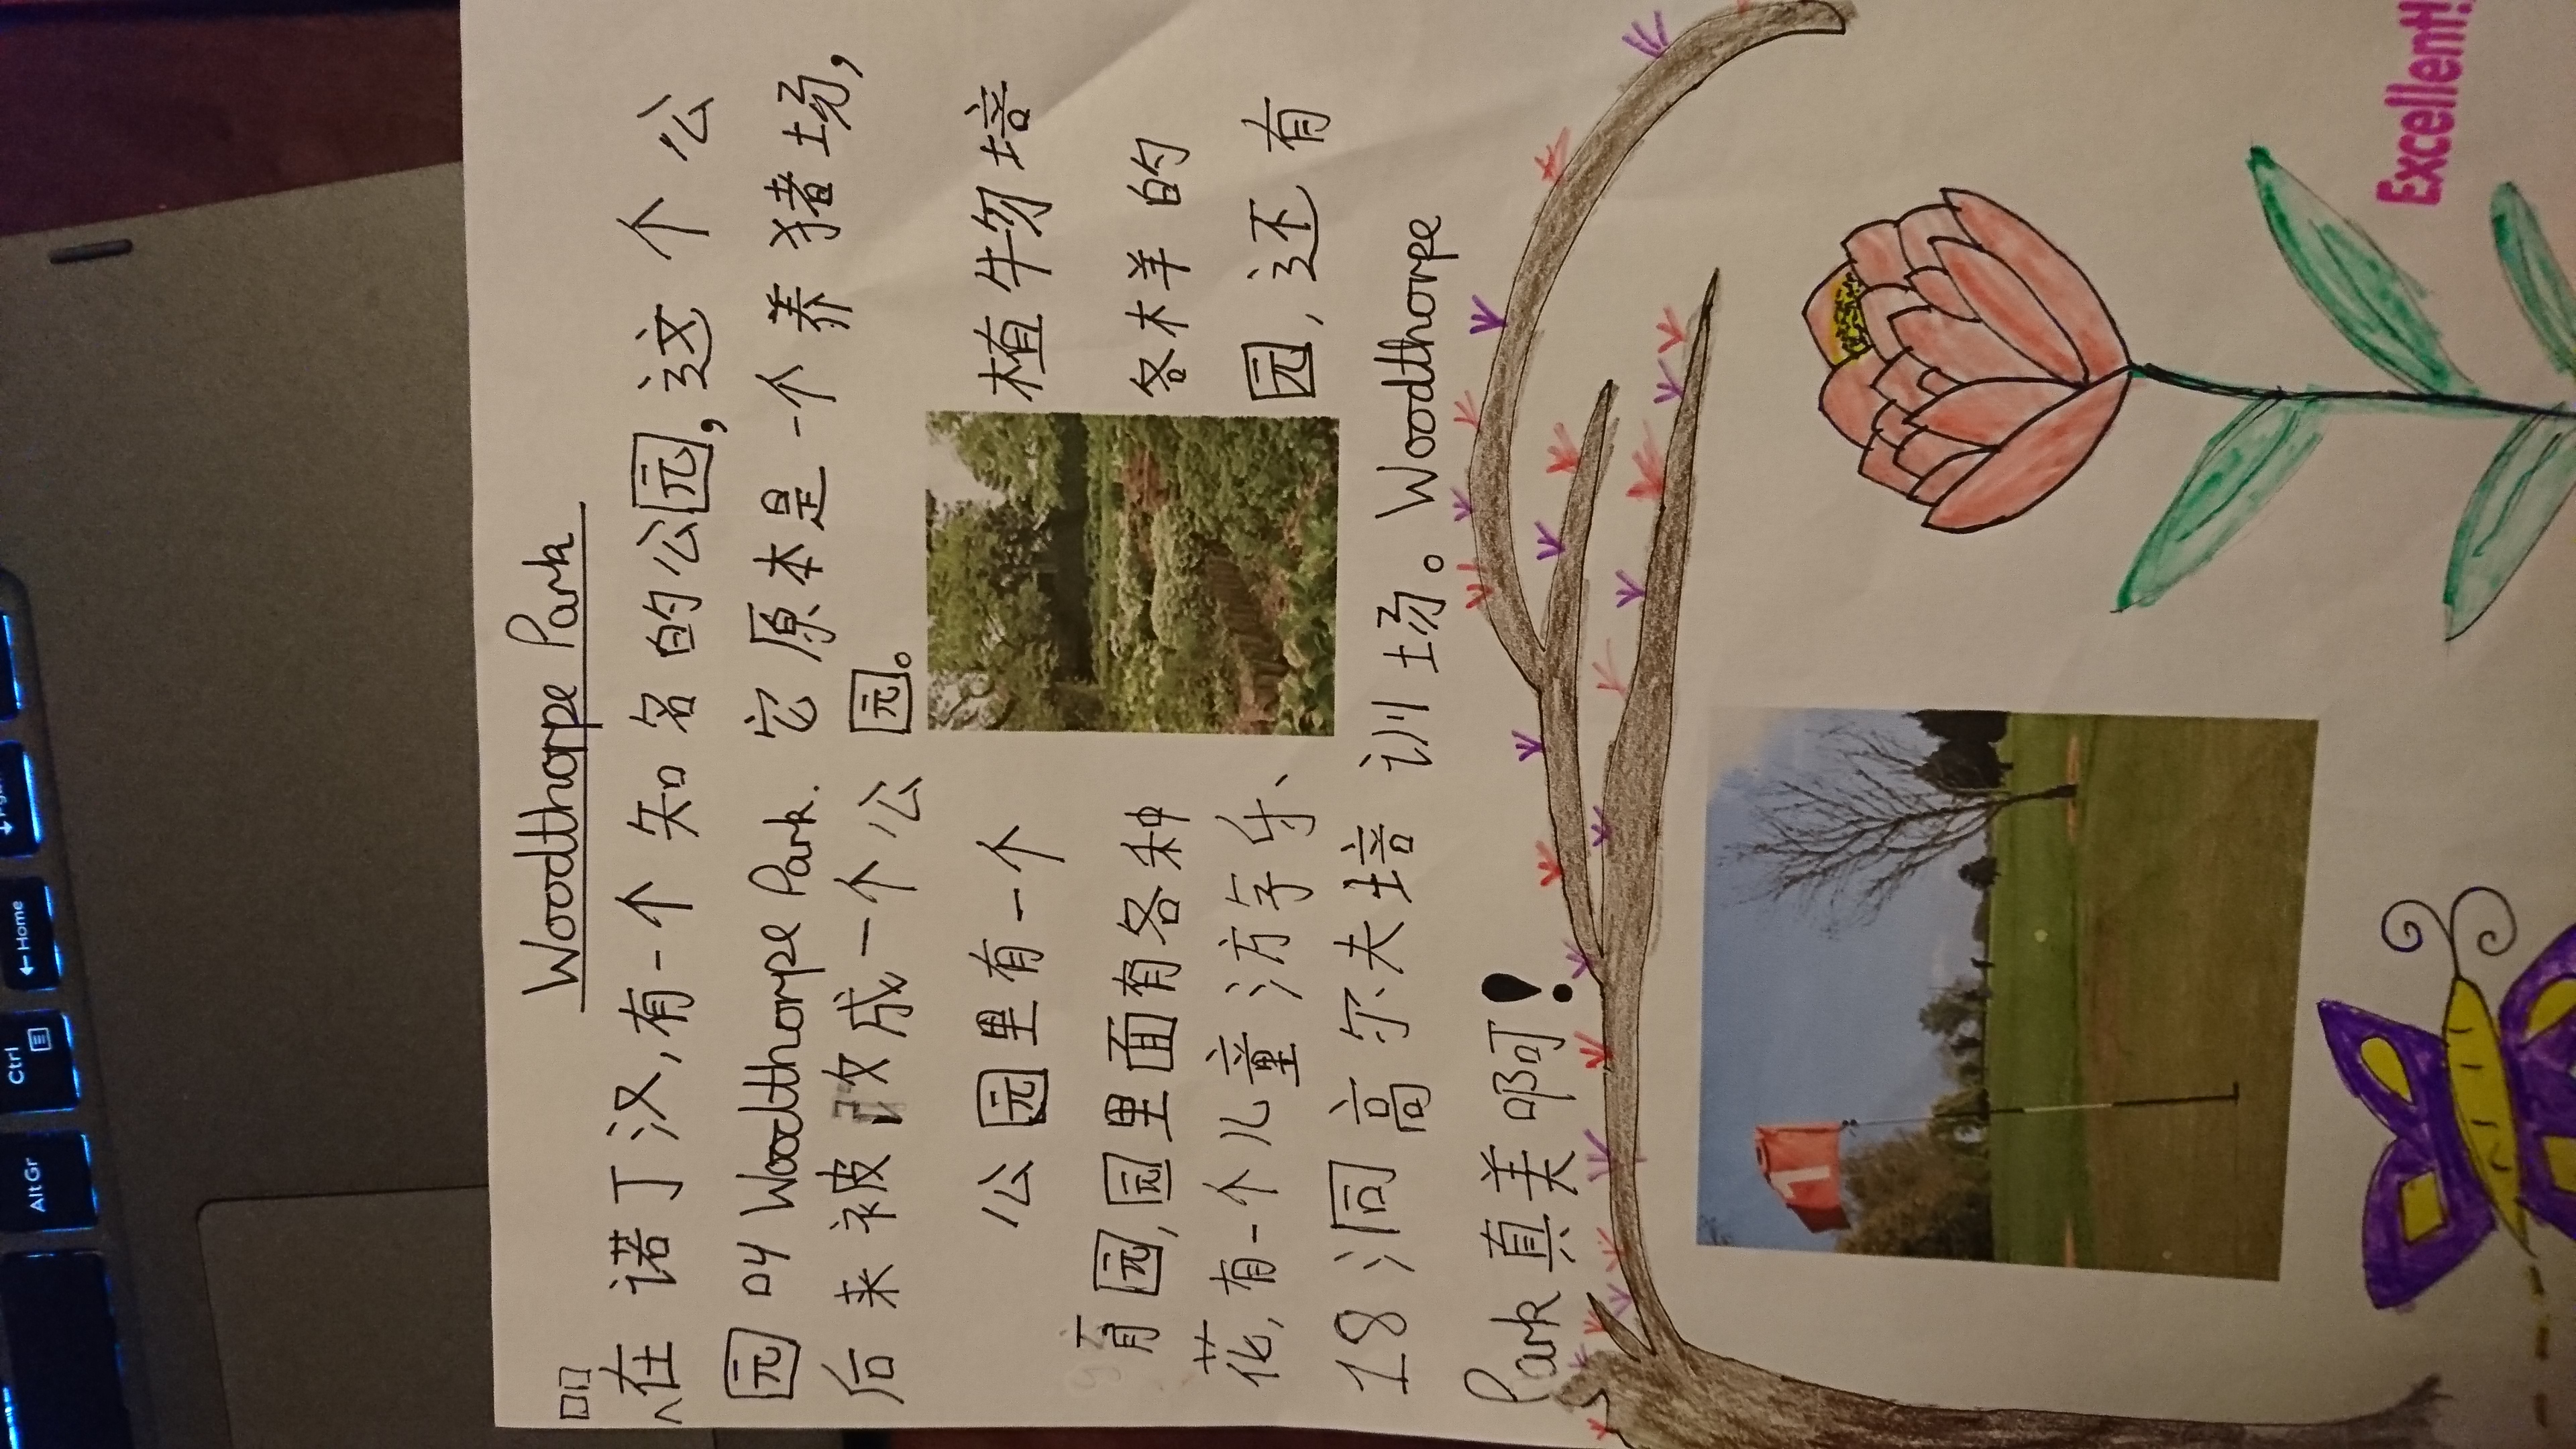 Alt Gr
Ctrl
←Home
Woodthorpe Park
在诺丁汉,有一个知名的公园,这个公
园叫Woodthorpe Park. 它原本是一个养猪场,
后来被改成一个公园。
公园里有一个植物培
育园,园里面有各种各样的
花,有一个儿童游乐园,还有
18洞高尔夫培训场。Woodthorpe
Park真美啊!
1
Excellent!